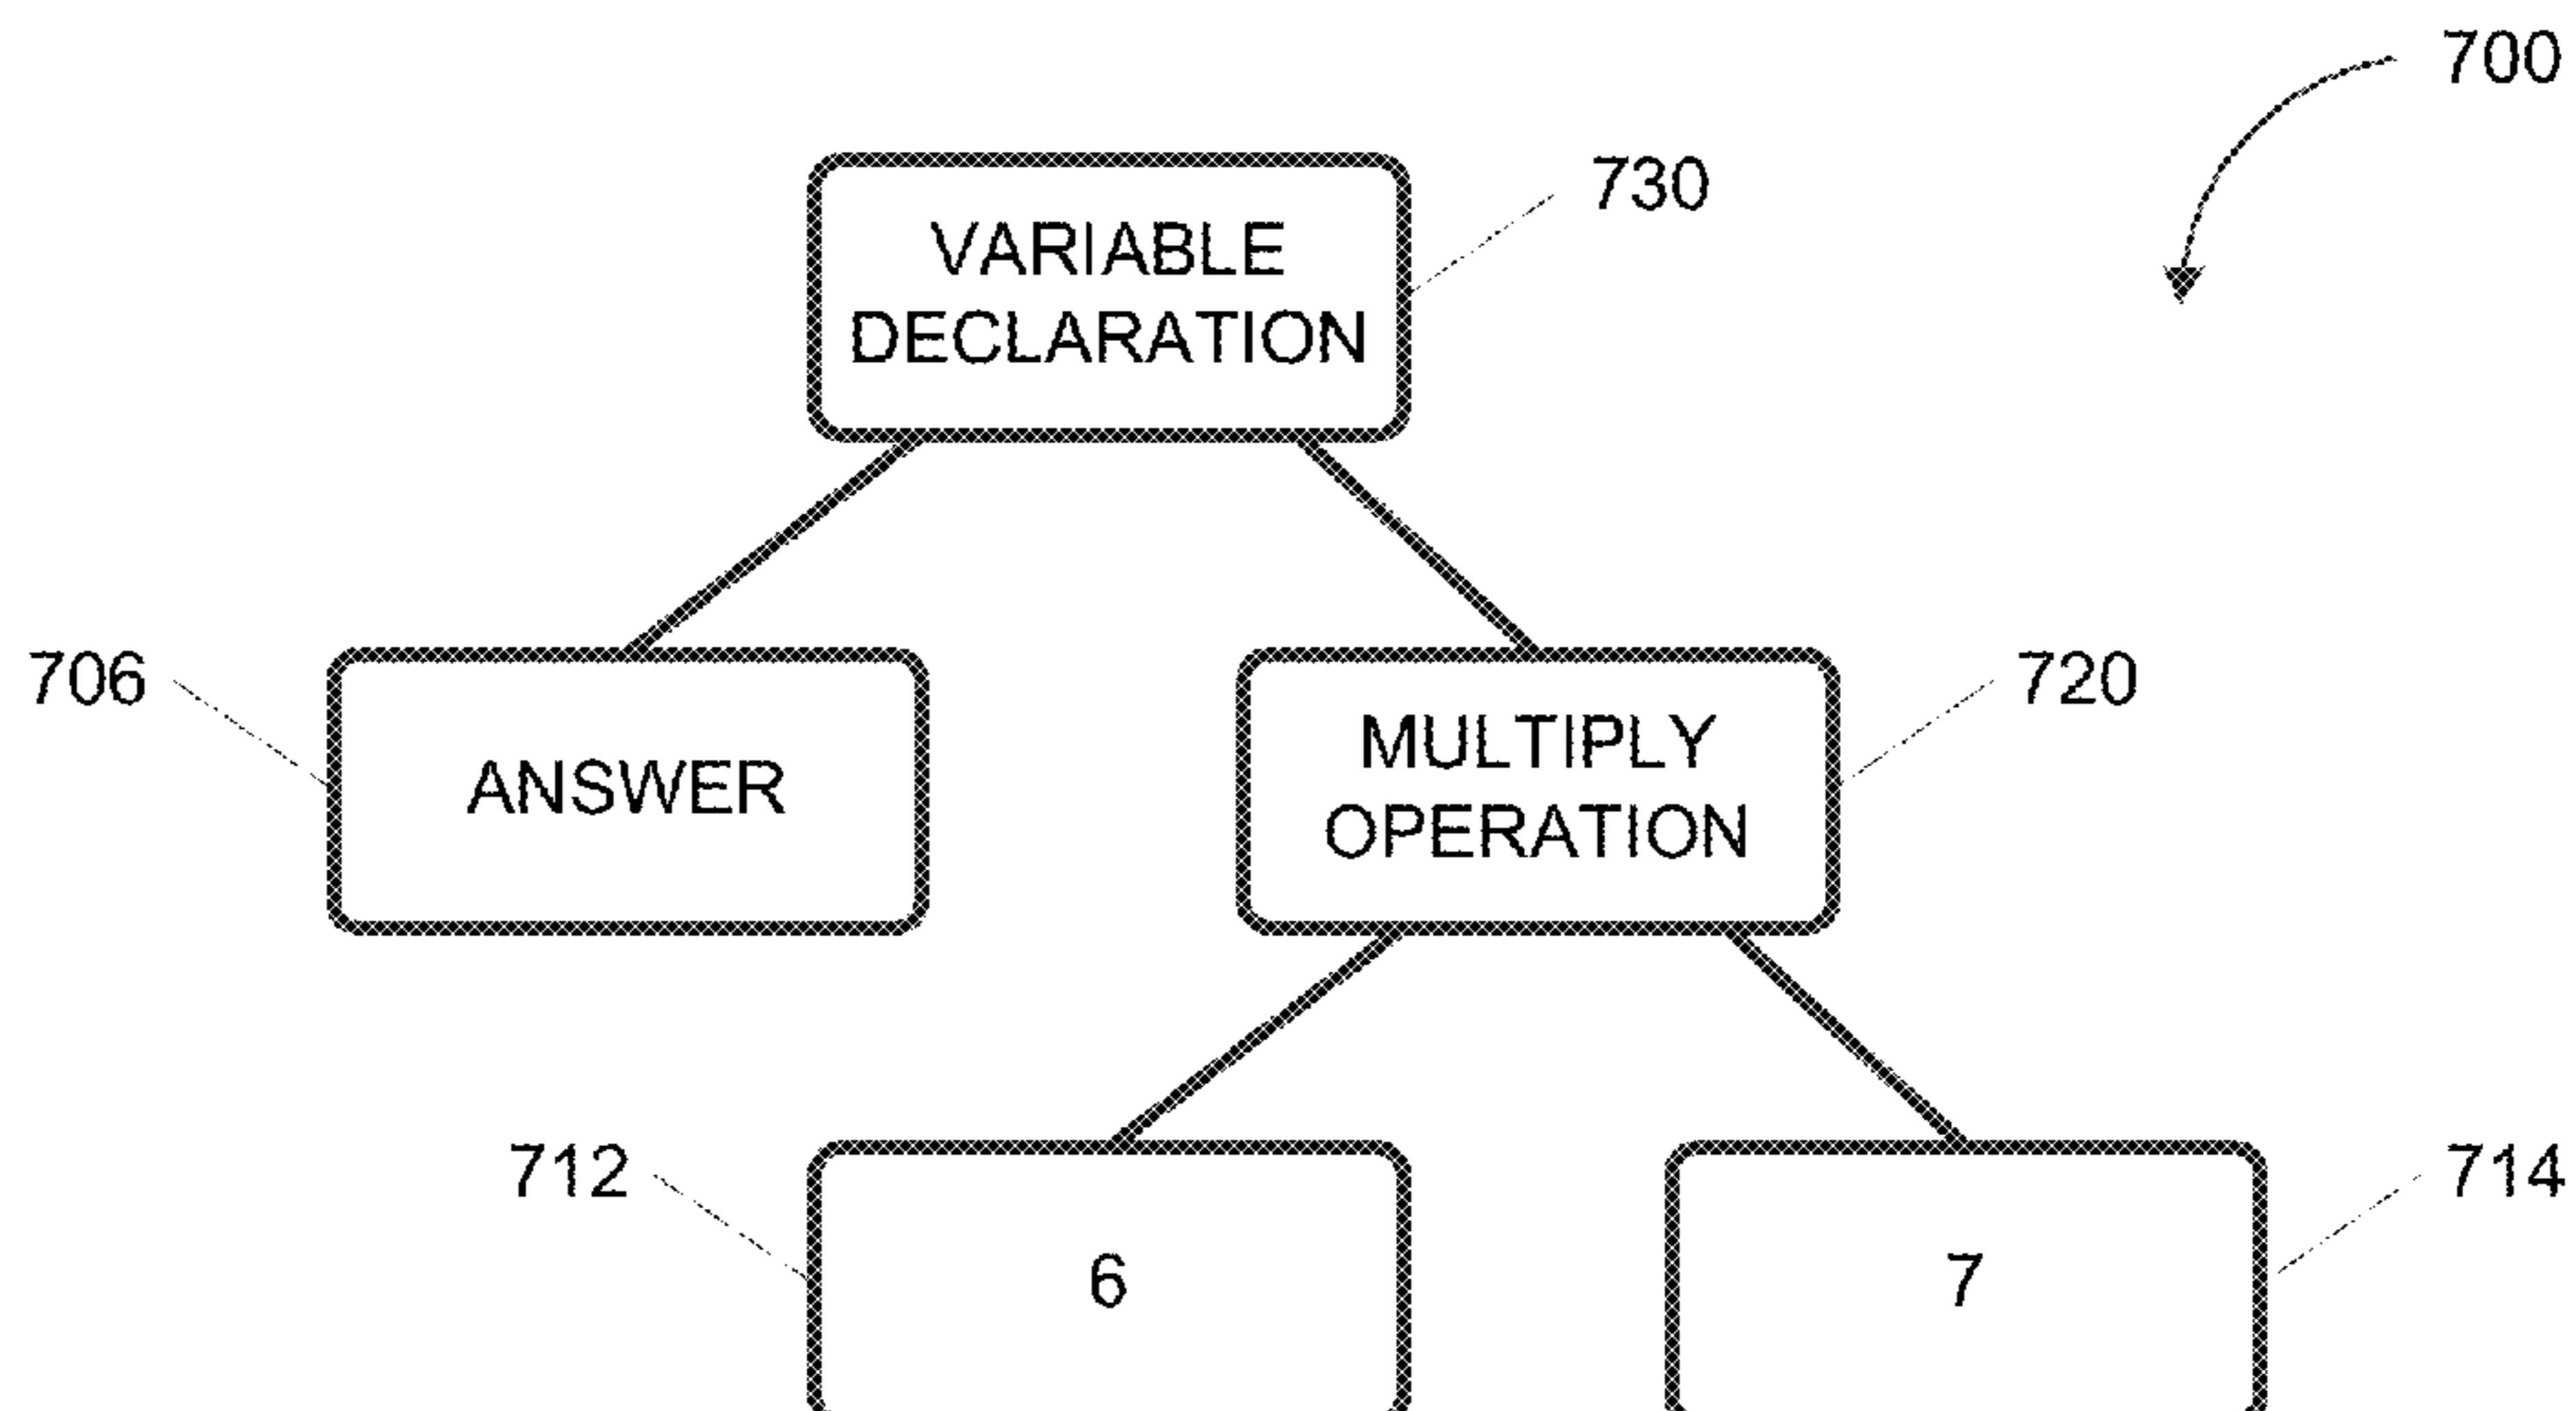 700
730
VARIABLE
DECLARATION
706
720
ANSWER
MULTIPLY
OPERATION
712
714
6
7